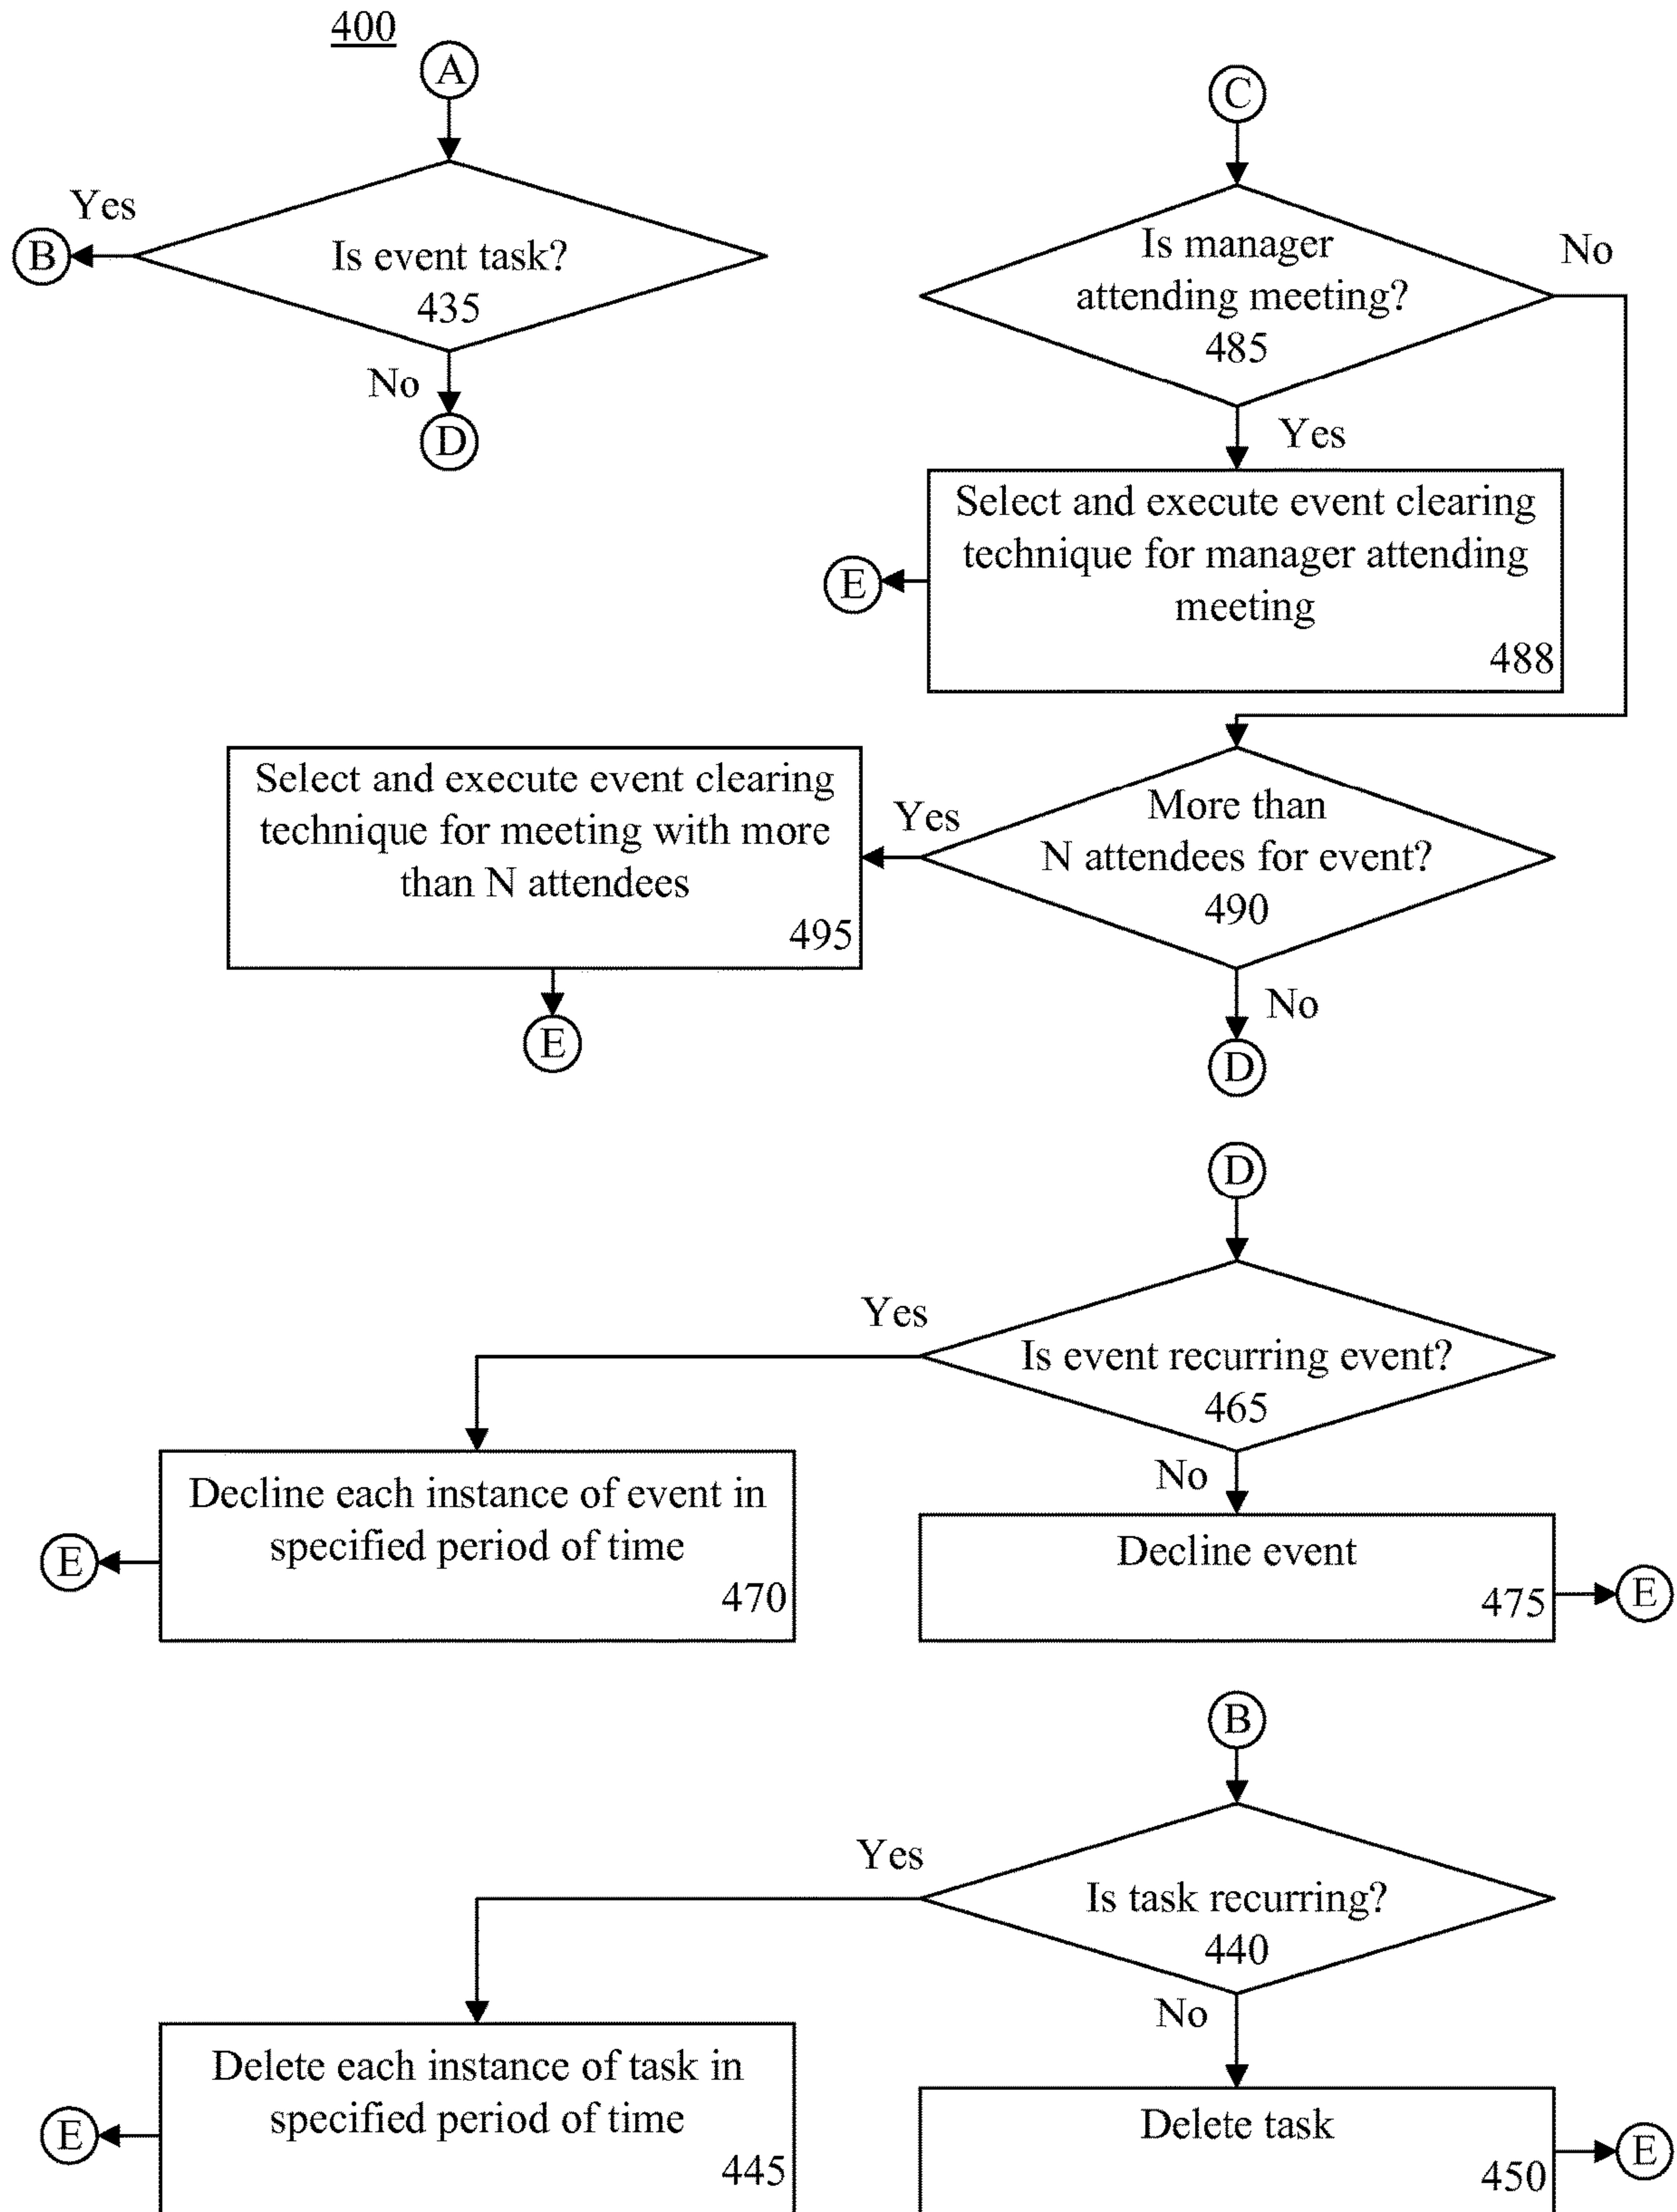 400
A
Yes
B
Is event task?
435
No
D
C
Is manager
attending meeting?
485
No
Yes
Select and execute event clearing
technique for manager attending
meeting
488
E
More than
N attendees for event?
490
Yes
Select and execute event clearing
technique for meeting with more
than N attendees
495
E
No
D
D
Is event recurring event?
465
Yes
Decline each instance of event in
specified period of time
470
E
No
Decline event
475
E
B
Is task recurring?
440
Yes
Delete each instance of task in
specified period of time
445
E
No
Delete task
450
E